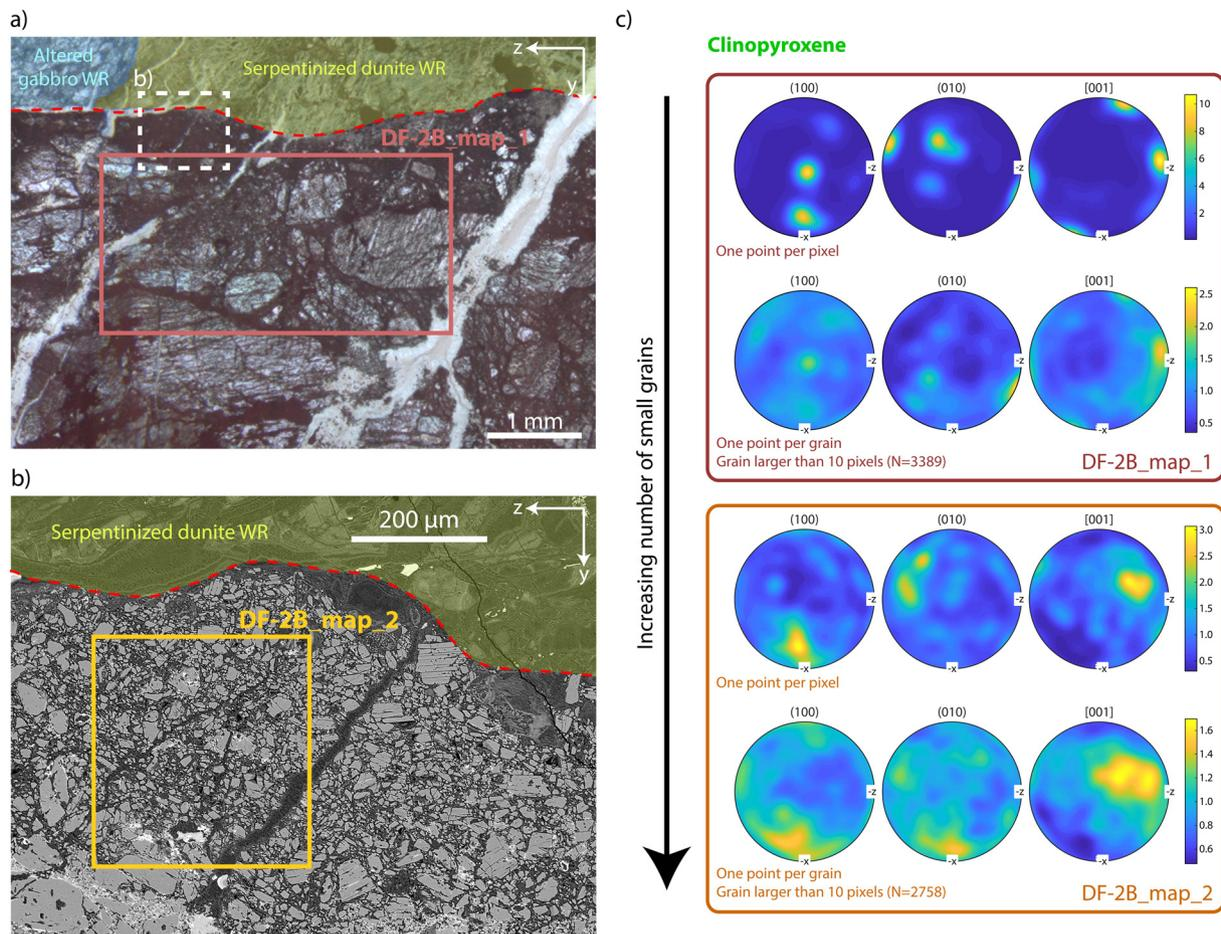 a)
Altered
gabbro WR
b)
Serpentinized dunite WR
z
y
DF-2B_map_1
1 mm
b)
Serpentinized dunite WR
200 µm
z
y
DF-2B_map_2
c)
Increasing number of small grains
Clinopyroxene
(100) (010) [001]
10
8
6
4
2
-z -z
-x -x -x
One point per pixel
(100) (010) [001]
2.5
2.0
1.5
1.0
0.5
-z -z -z
-x -x -x
One point per grain
Grain larger than 10 pixels (N=3389)
DF-2B_map_1
(100) (010) [001]
3.0
2.5
2.0
1.5
1.0
0.5
-z -z -z
-x -x -x
One point per pixel
(100) (010) [001]
1.6
1.4
1.2
1.0
0.8
0.6
-z -z -z
-x -x -x
One point per grain
Grain larger than 10 pixels (N=2758)
DF-2B_map_2